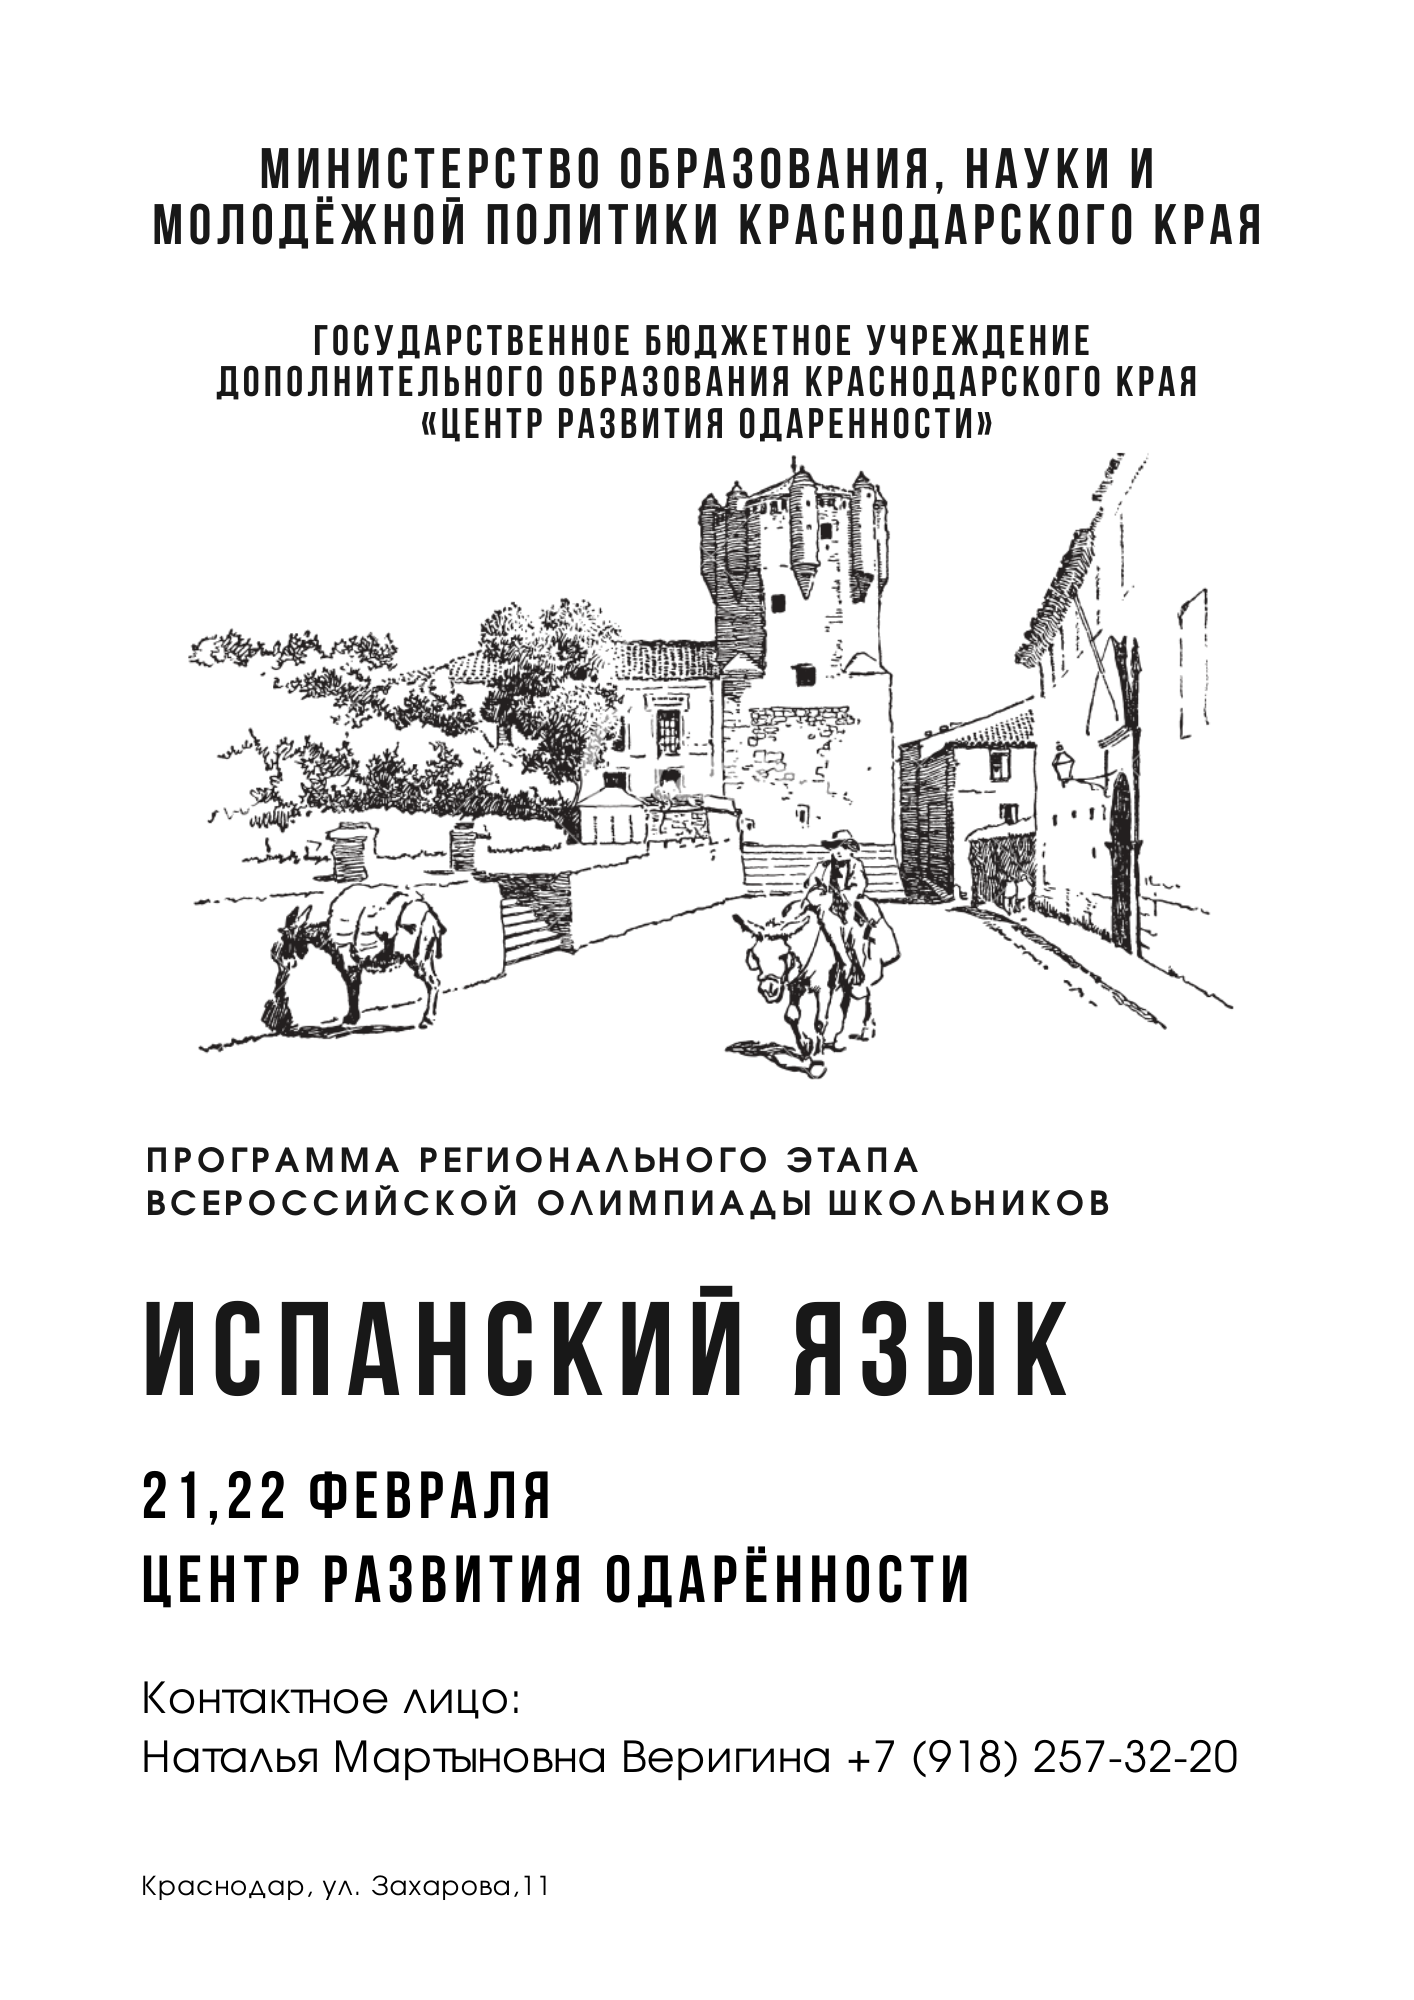 МИНИСТЕРСТВО ОБРАЗОВАНИЯ, НАУКИ И
МОЛОДЁЖНОЙ ПОЛИТИКИ КРАСНОДАРСКОГО КРАЯ
ГОСУДАРСТВЕННОЕ БЮДЖЕТНОЕ УЧРЕЖДЕНИЕ
ДОПОЛНИТЕЛЬНОГО ОБРАЗОВАНИЯ КРАСНОДАРСКОГО КРАЯ
«ЦЕНТР РАЗВИТИЯ ОДАРЕННОСТИ»
ПРОГРАММА РЕГИОНАЛЬНОГО ЭТАПА
ВСЕРОССИЙСКОЙ ОЛИМПИАДЫ ШКОЛЬНИКОВ
ИСПАНСКИЙ ЯЗЫК
21,22 ФЕВРАЛЯ
ЦЕНТР РАЗВИТИЯ ОДАРЁННОСТИ
Контактное лицо:
Наталья Мартыновна Веригина +7 (918) 257-32-20
Краснодар, ул. Захарова,11